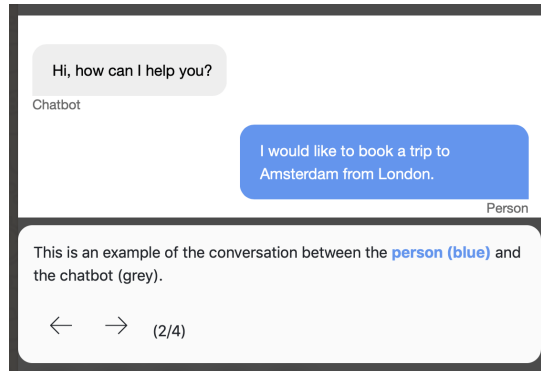 Hi, how can I help you?
Chatbot
I would like to book a trip to
Amsterdam from London.
Person
This is an example of the conversation between the person (blue) and
the chatbot (grey).
← → (2/4)